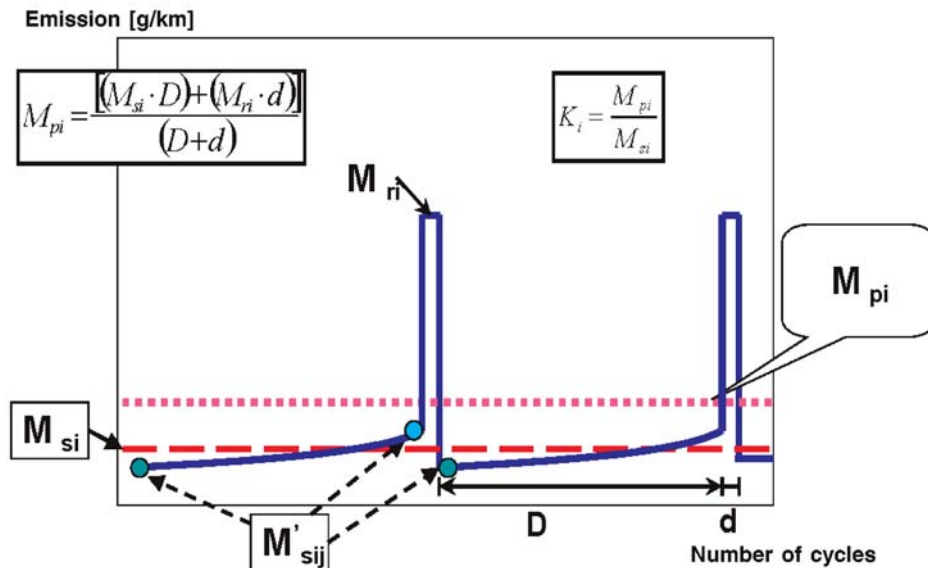 Emission [g/km]
M_pi = [(M_si · D) + (M_ri · d)] / (D + d)
K_i = M_pi / M_si
M ri
M pi
M si
M'sij
D
d
Number of cycles